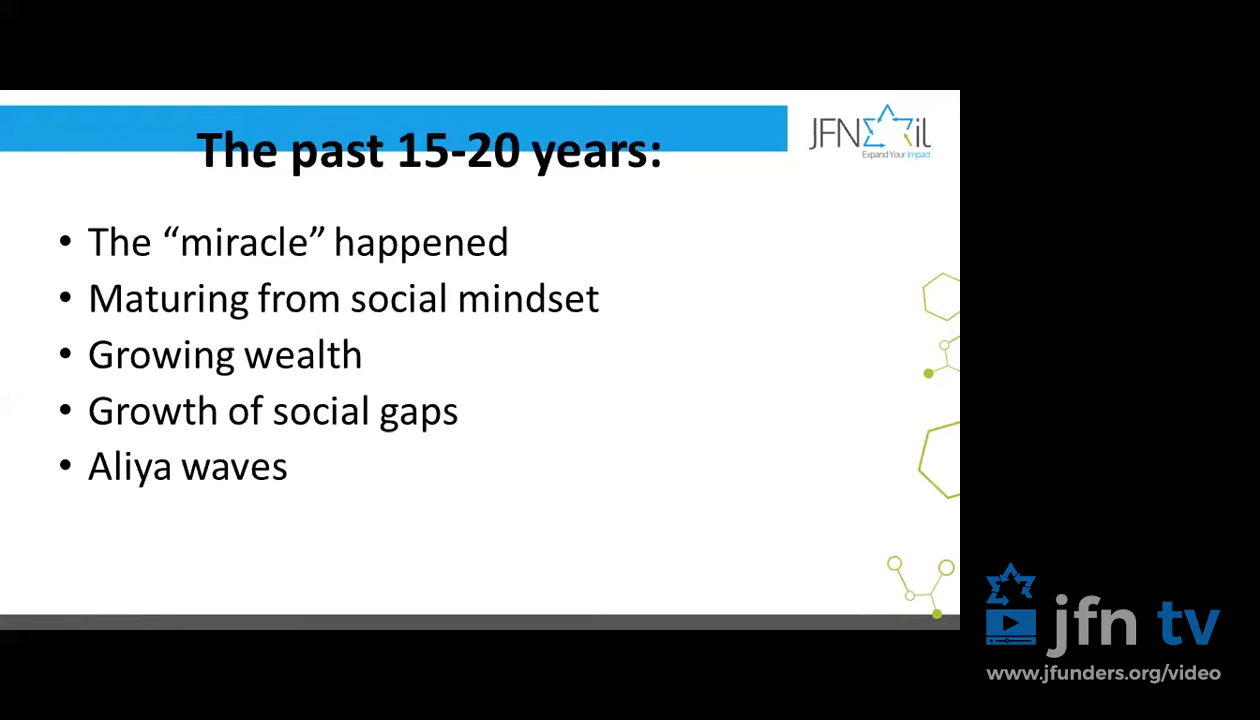 The past 15-20 years:
JFN il
Expand Your Impact
• The “miracle” happened
• Maturing from social mindset
• Growing wealth
• Growth of social gaps
• Aliya waves
jfn tv
www.jfunders.org/video